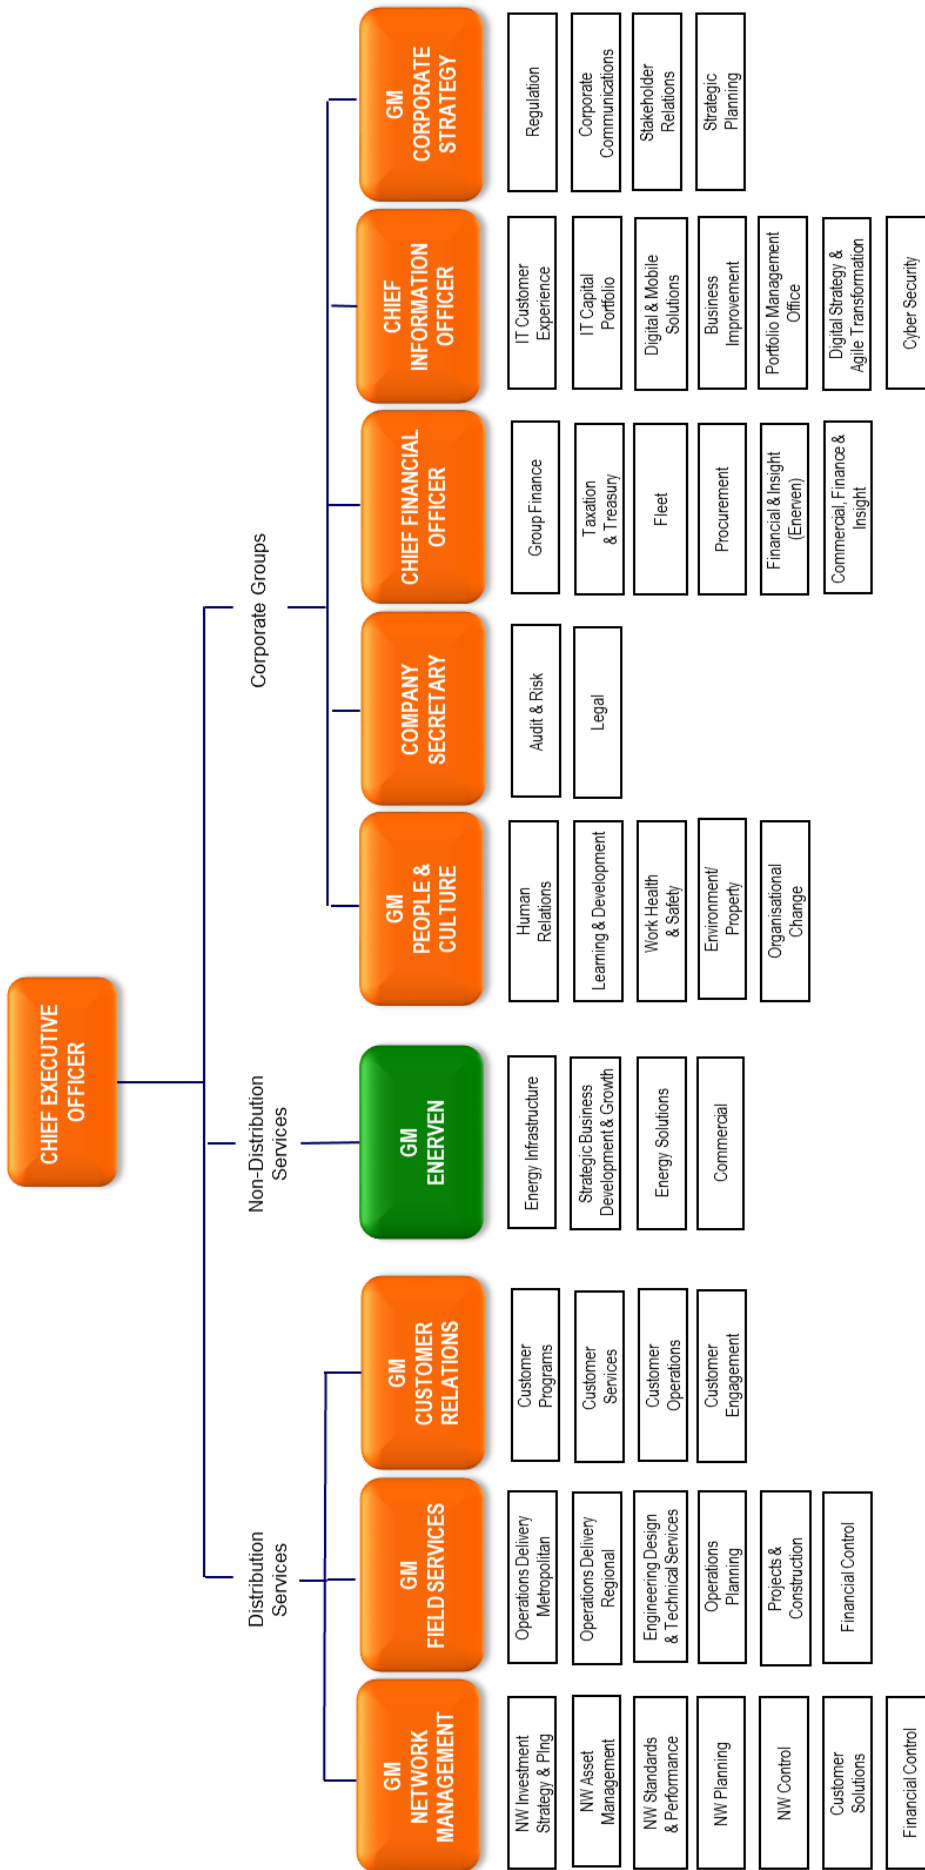 CHIEF EXECUTIVE
OFFICER
Distribution
Services
Non-Distribution
Services
Corporate Groups
GM
NETWORK
MANAGEMENT
NW Investment
Strategy & Plng
NW Asset
Management
NW Standards
& Performance
NW Planning
NW Control
Customer
Solutions
Financial Control
GM
FIELD SERVICES
Operations Delivery
Metropolitan
Operations Delivery
Regional
Engineering Design
& Technical Services
Operations
Planning
Projects &
Construction
Financial Control
GM
CUSTOMER
RELATIONS
Customer
Programs
Customer
Services
Customer
Operations
Customer
Engagement
GM
ENERVEN
Energy Infrastructure
Strategic Business
Development & Growth
Energy Solutions
Commercial
GM
PEOPLE &
CULTURE
Human
Relations
Learning & Development
Work Health
& Safety
Environment/
Property
Organisational
Change
COMPANY
SECRETARY
Audit & Risk
Legal
CHIEF FINANCIAL
OFFICER
Group Finance
Taxation
& Treasury
Fleet
Procurement
Financial & Insight
(Enerven)
Commercial, Finance &
Insight
CHIEF
INFORMATION
OFFICER
IT Customer
Experience
IT Capital
Portfolio
Digital & Mobile
Solutions
Business
Improvement
Portfolio Management
Office
Digital Strategy &
Agile Transformation
Cyber Security
GM
CORPORATE
STRATEGY
Regulation
Corporate
Communications
Stakeholder
Relations
Strategic
Planning